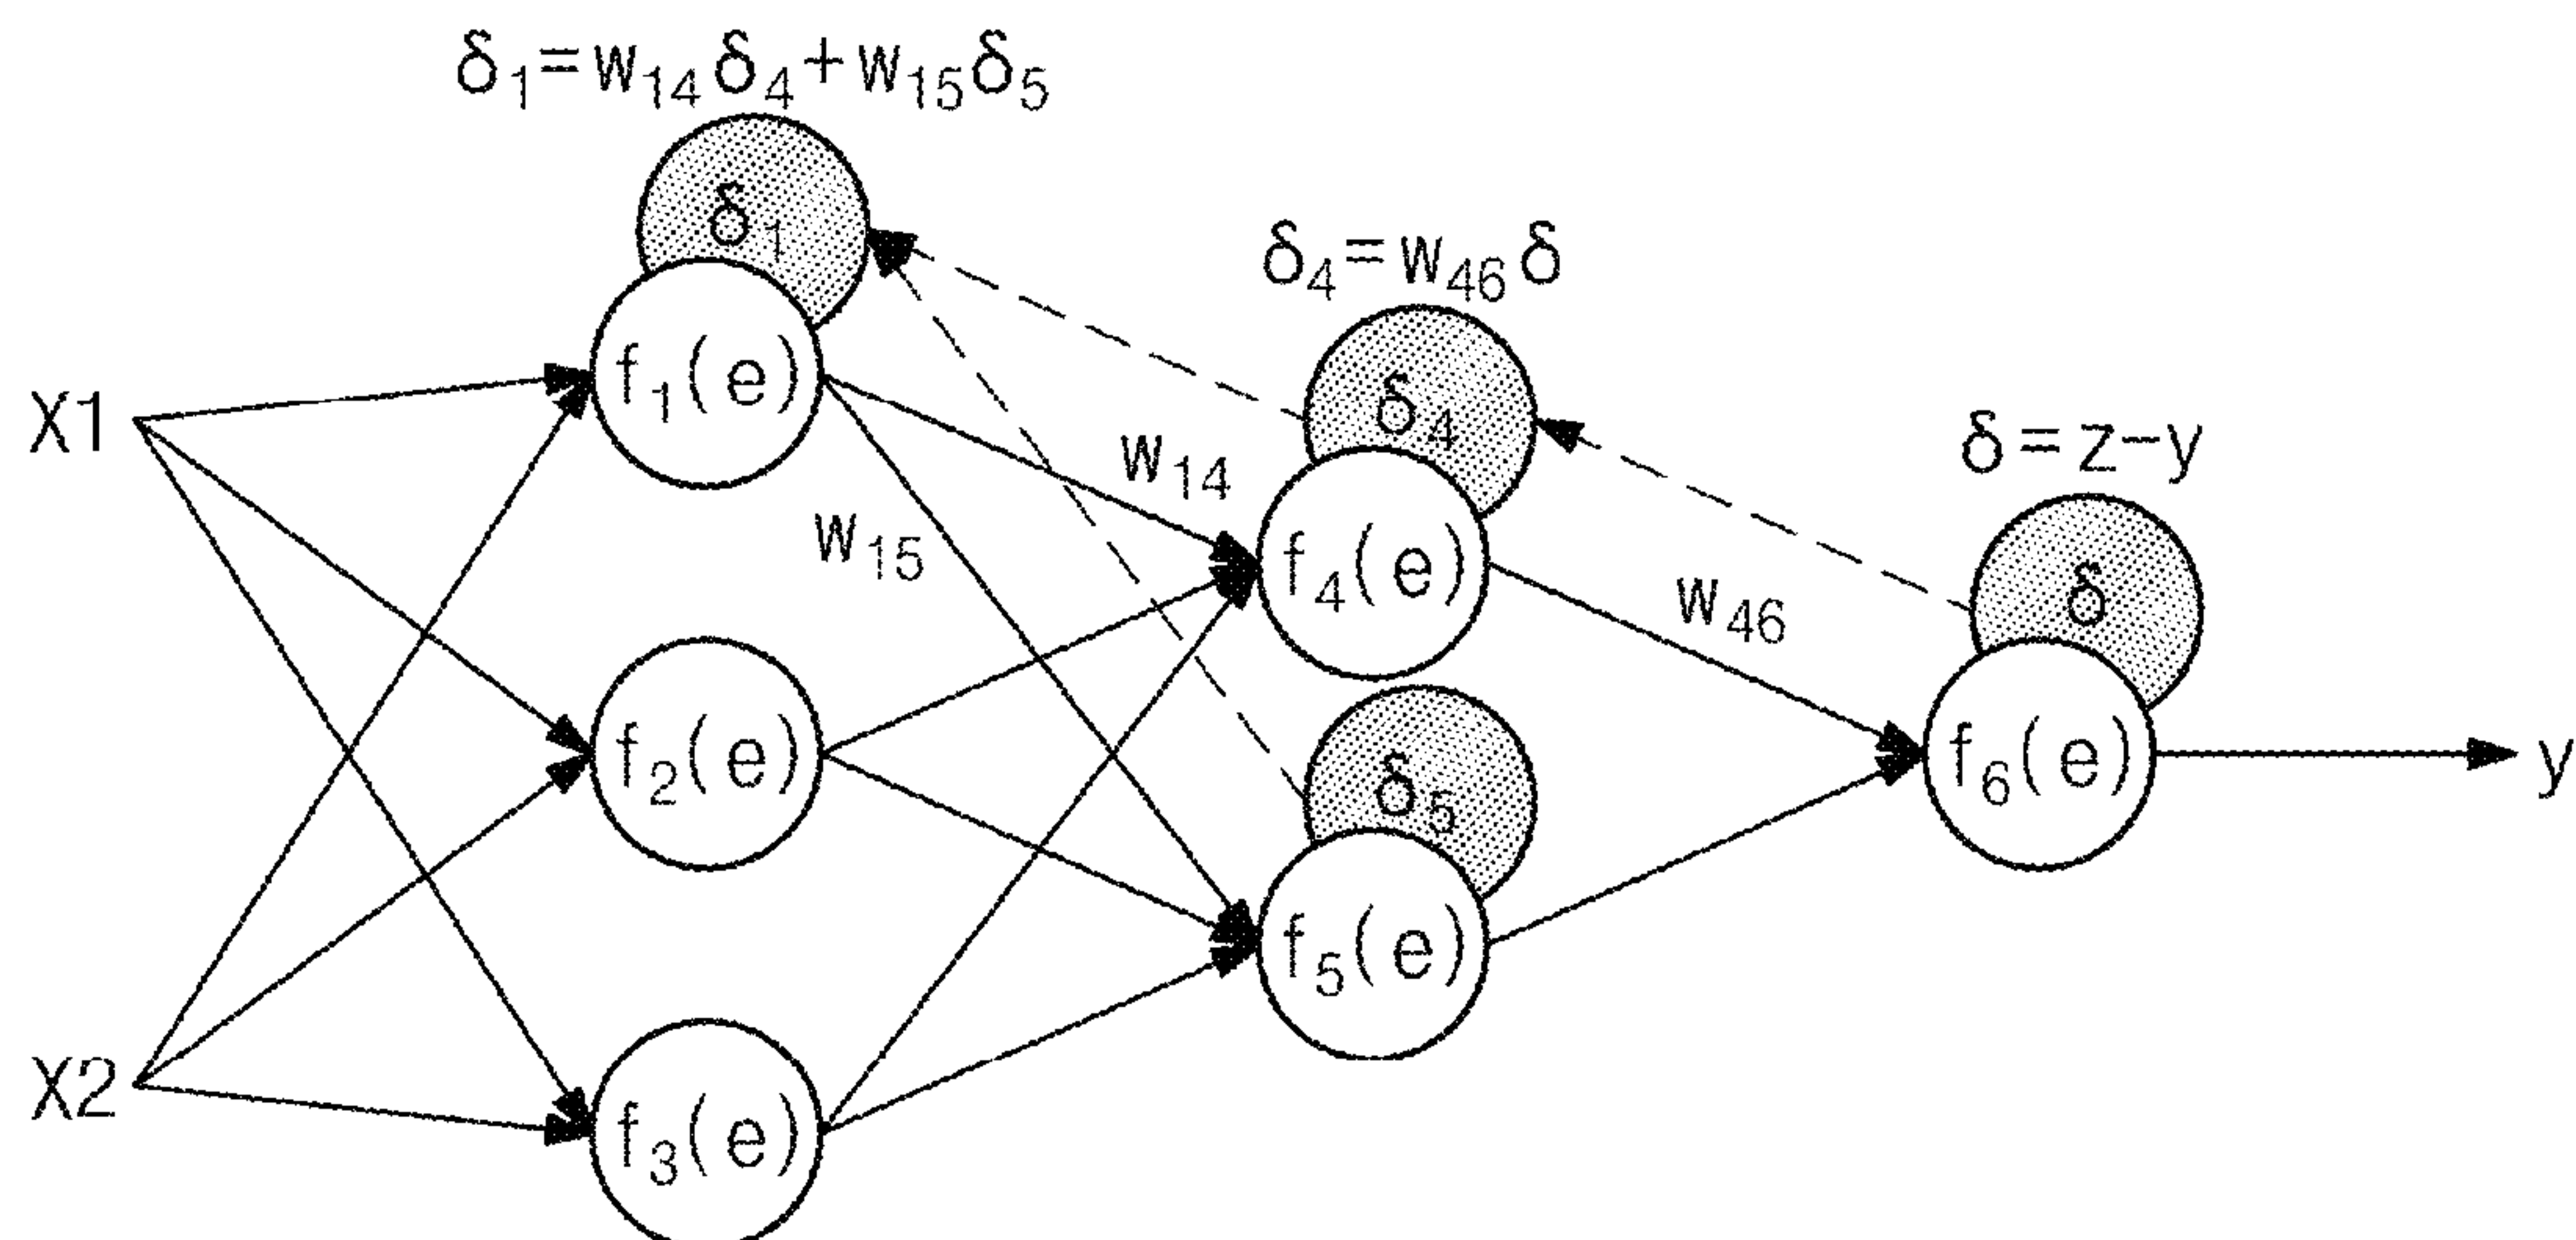 δ₁=w₁₄δ₄+w₁₅δ₅
δ₁
δ₄=w₄₆δ
f₁(e)
X1
δ₄
δ=z-y
w₁₄
w₁₅
f₄(e)
w₄₆
δ
f₂(e)
δ₅
f₆(e)
y
f₅(e)
X2
f₃(e)